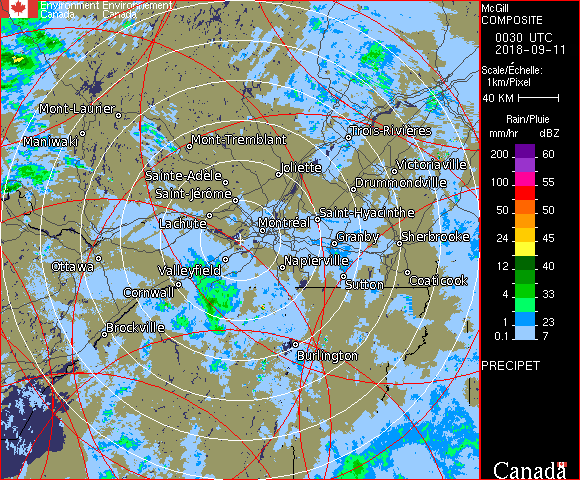 Environment Environnement
Canada Canada
Mont-Laurier
Maniwaki
Mont-Tremblant
Trois-Rivières
Joliette
Victoriaville
Sainte-Adèle
Drummondville
Saint-Jérôme
Saint-Hyacinthe
Lachute
Montréal
Granby
Sherbrooke
Ottawa
Valleyfield
Napierville
Cornwall
Sutton
Coaticook
Brockville
Burlington
McGill
COMPOSITE
0030 UTC
2018-09-11
Scale/Échelle:
1km/Pixel
40 KM
Rain/Pluie
mm/hr dBZ
200 60
100 55
50 50
24 45
12 40
4 33
1 23
0.1 7
PRECIPET
Canada